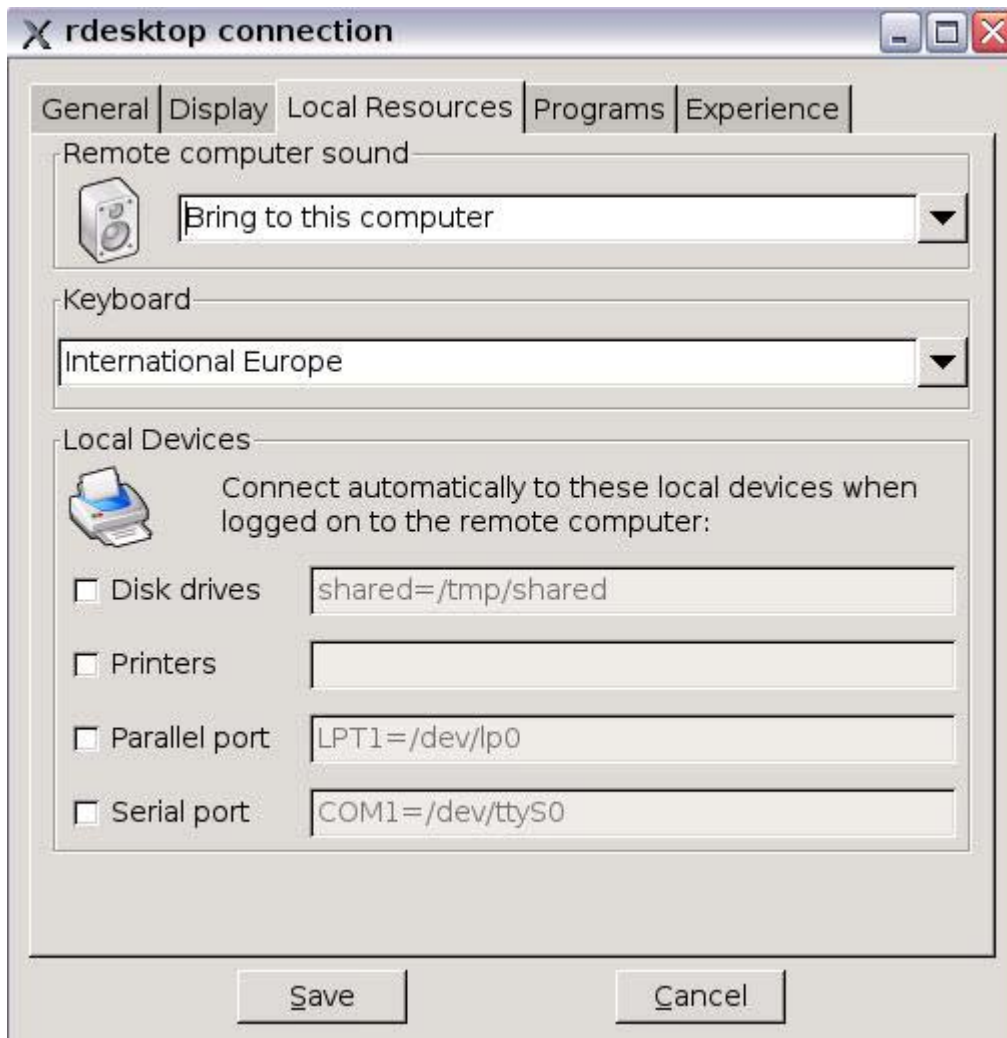 rdesktop connection
General Display Local Resources Programs Experience
Remote computer sound
Bring to this computer
Keyboard
International Europe
Local Devices
Connect automatically to these local devices when
logged on to the remote computer:
Disk drives shared=/tmp/shared
Printers
Parallel port LPT1=/dev/lp0
Serial port COM1=/dev/ttyS0
Save Cancel